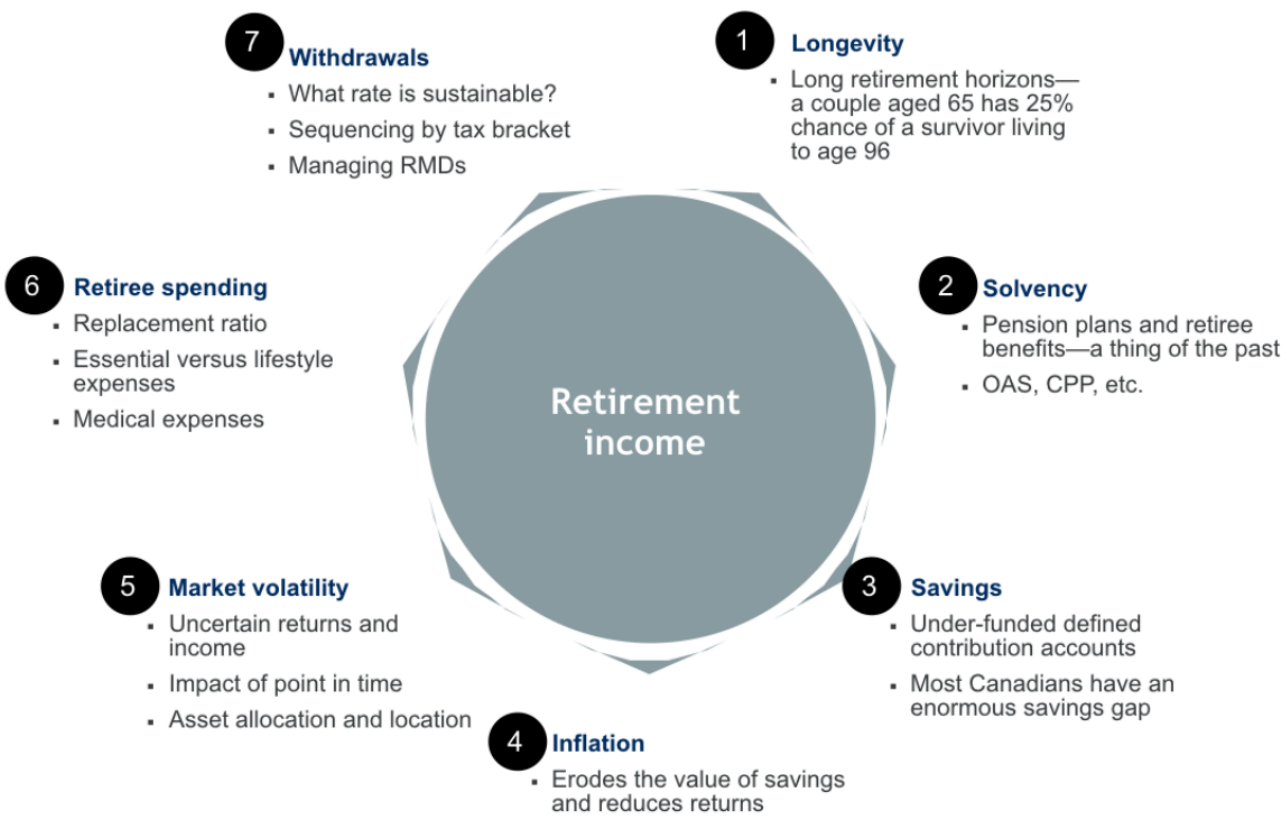 Retirement
income
1
Longevity
▪ Long retirement horizons—
a couple aged 65 has 25%
chance of a survivor living
to age 96
2
Solvency
▪ Pension plans and retiree
benefits—a thing of the past
▪ OAS, CPP, etc.
3
Savings
▪ Under-funded defined
contribution accounts
▪ Most Canadians have an
enormous savings gap
4
Inflation
▪ Erodes the value of savings
and reduces returns
5
Market volatility
▪ Uncertain returns and
income
▪ Impact of point in time
▪ Asset allocation and location
6
Retiree spending
▪ Replacement ratio
▪ Essential versus lifestyle
expenses
▪ Medical expenses
7
Withdrawals
▪ What rate is sustainable?
▪ Sequencing by tax bracket
▪ Managing RMDs